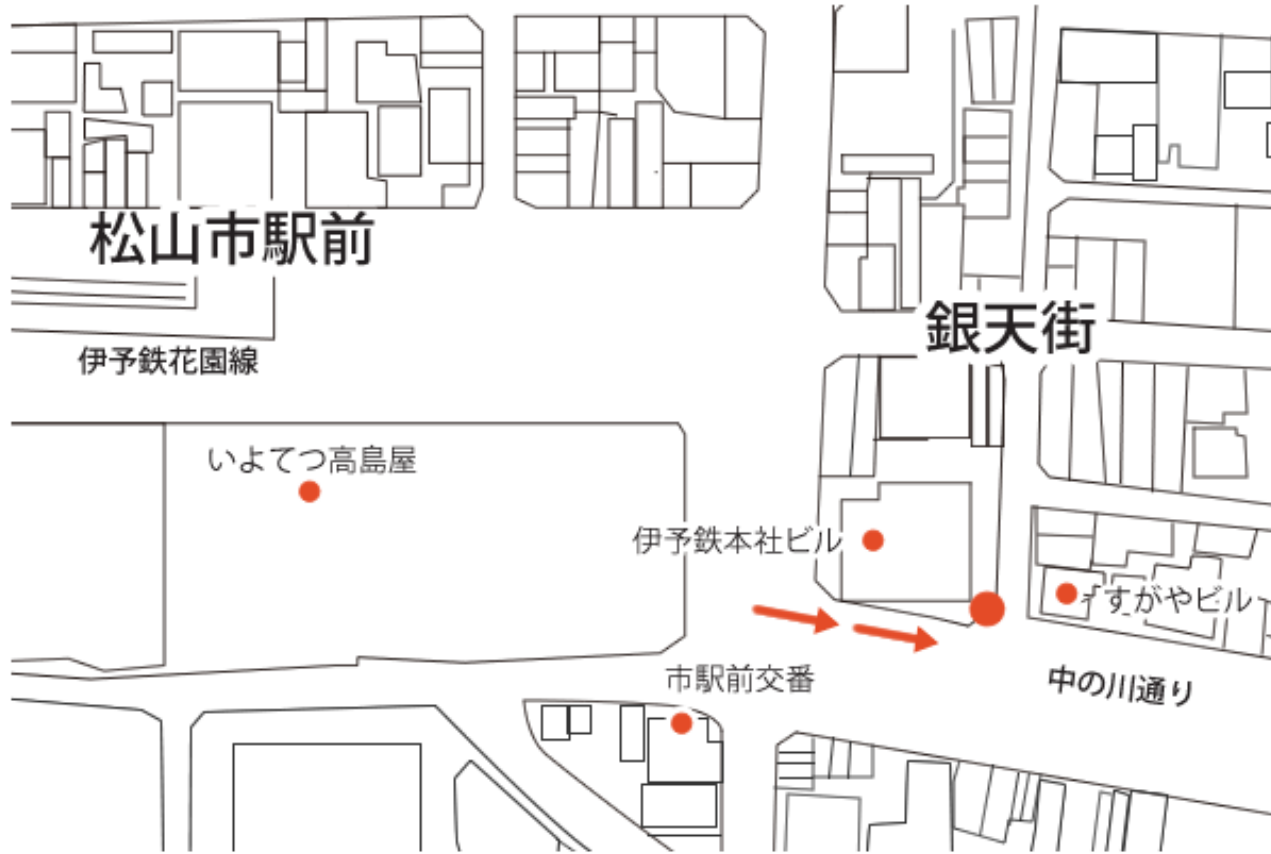 松山市駅前
銀天街
伊予鉄花園線
いよてつ高島屋
伊予鉄本社ビル
すがやビル
市駅前交番
中の川通り